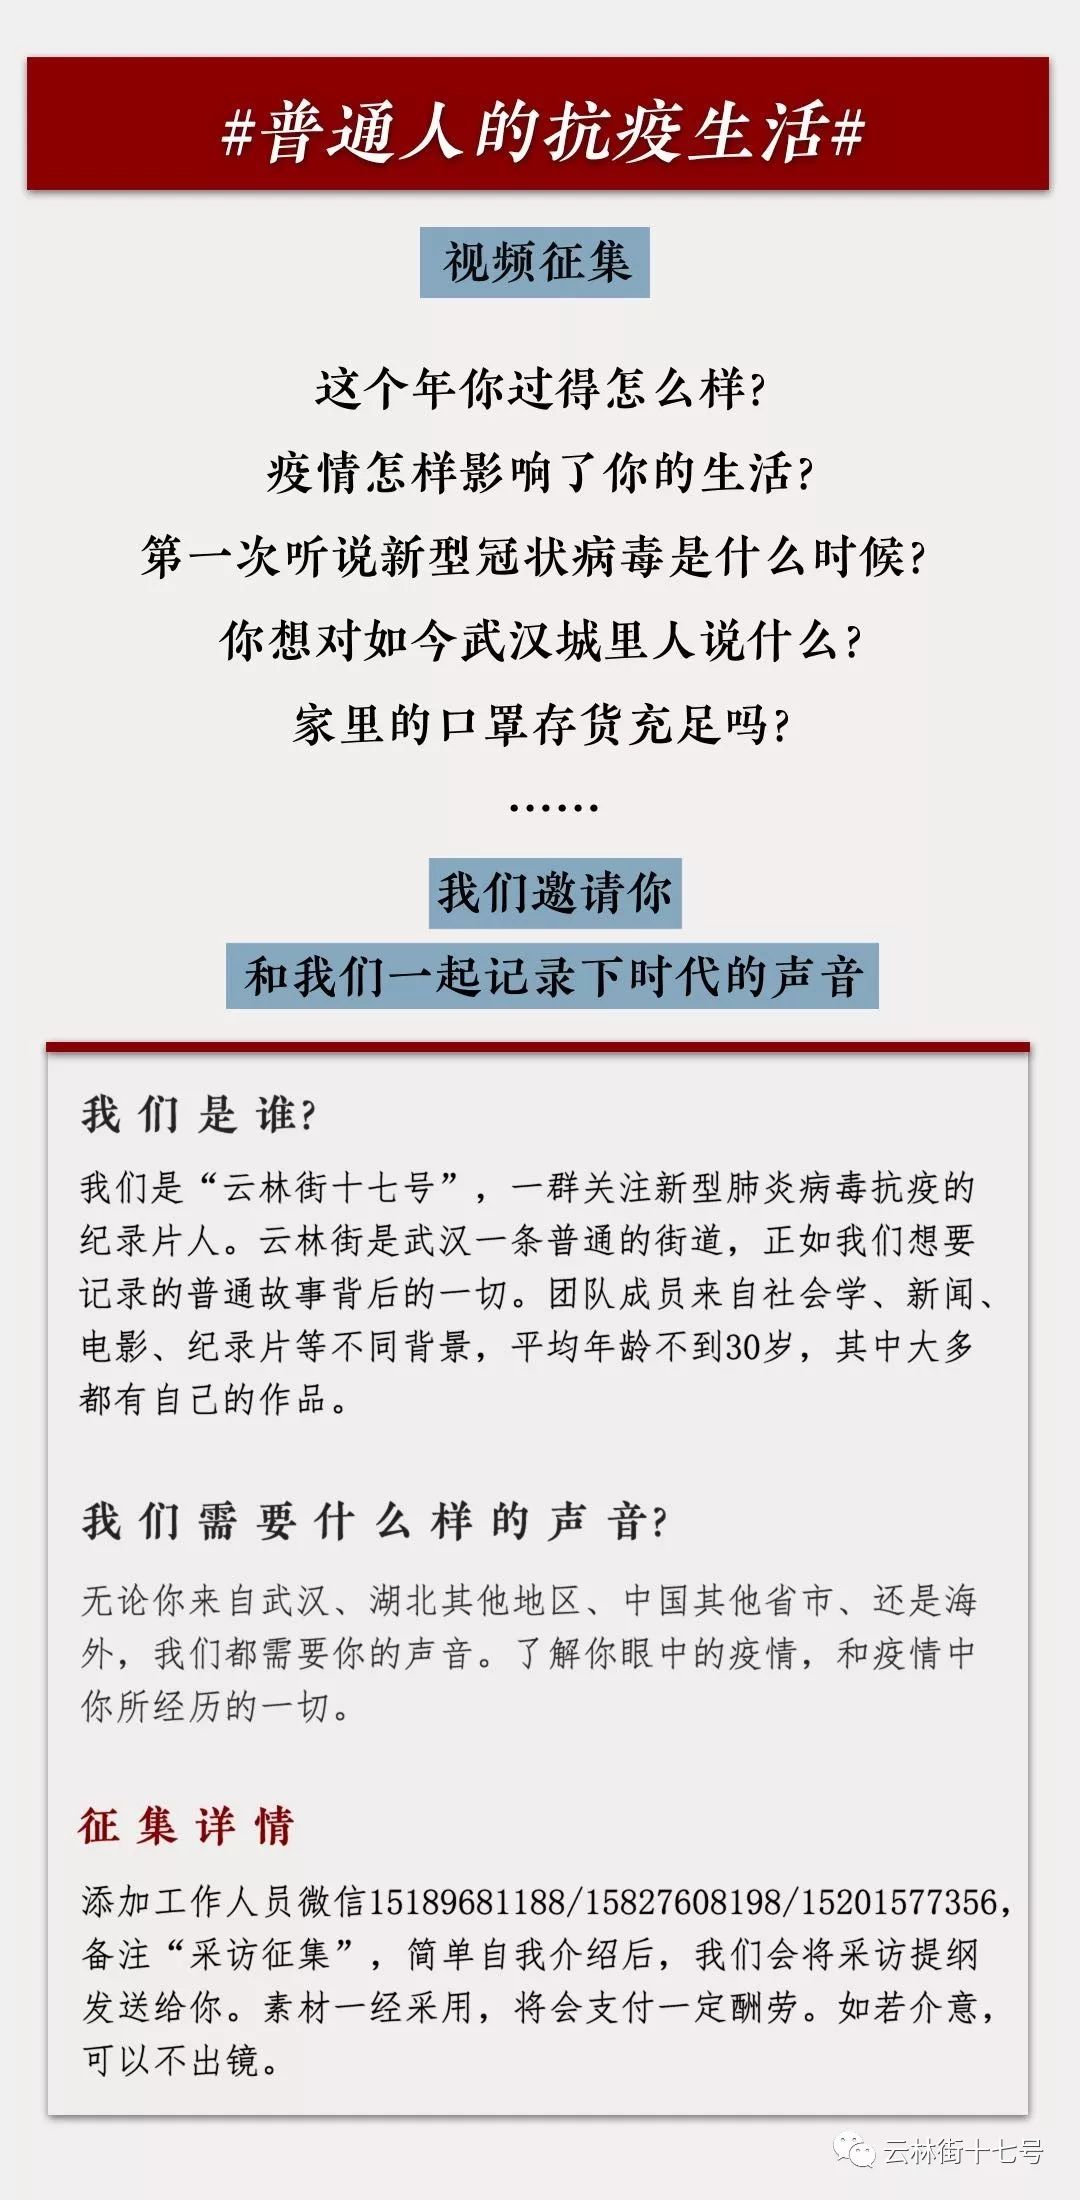 #普通人的抗疫生活#
视频征集
这个年你过得怎么样?
疫情怎样影响了你的生活?
第一次听说新型冠状病毒是什么时候?
你想对如今武汉城里人说什么?
家里的口罩存货充足吗?
……
我们邀请你
和我们一起记录下时代的声音
我们是谁?
我们是“云林街十七号”，一群关注新型肺炎病毒抗疫的
纪录片人。云林街是武汉一条普通的街道，正如我们想要
记录的普通故事背后的一切。团队成员来自社会学、新闻、
电影、纪录片等不同背景，平均年龄不到30岁，其中大多
都有自己的作品。
我们需要什么样的声音?
无论你来自武汉、湖北其他地区、中国其他省市、还是海
外，我们都需要你的声音。了解你眼中的疫情，和疫情中
你所经历的一切。
征集详情
添加工作人员微信15189681188/15827608198/15201577356，
备注“采访征集”，简单自我介绍后，我们会将采访提纲
发送给你。素材一经采用，将会支付一定酬劳。如若介意，
可以不出镜。
云林街十七号